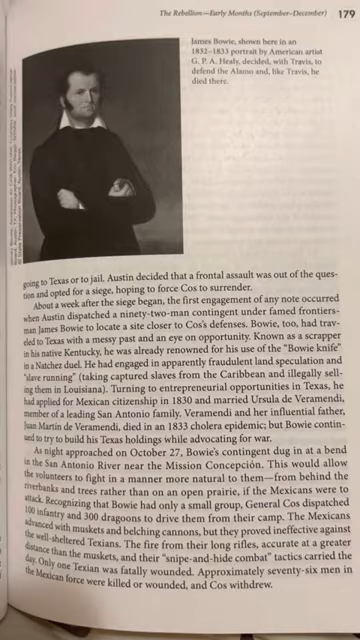 The Rebellion—Early Months (September–December) 179
James Bowie, shown here in an
1832–1833 portrait by American artist
G. P. A. Healy, decided, with Travis, to
defend the Alamo and, like Travis, he
died there.
going to Texas or to jail. Austin decided that a frontal assault was out of the ques-
tion and opted for a siege, hoping to force Cos to surrender.
About a week after the siege began, the first engagement of any note occurred
when Austin dispatched a ninety-two-man contingent under famed frontiers-
man James Bowie to locate a site closer to Cos's defenses. Bowie, too, had trav-
eled to Texas with a messy past and an eye on opportunity. Known as a scrapper
in his native Kentucky, he was already renowned for his use of the "Bowie knife"
in a Natchez duel. He had engaged in apparently fraudulent land speculation and
"slave running" (taking captured slaves from the Caribbean and illegally sell-
ing them in Louisiana). Turning to entrepreneurial opportunities in Texas, he
had applied for Mexican citizenship in 1830 and married Ursula de Veramendi,
member of a leading San Antonio family. Veramendi and her influential father,
Juan Martín de Veramendi, died in an 1833 cholera epidemic; but Bowie contin-
ued to try to build his Texas holdings while advocating for war.
As night approached on October 27, Bowie's contingent dug in at a bend
in the San Antonio River near the Mission Concepción. This would allow
the volunteers to fight in a manner more natural to them—from behind the
riverbanks and trees rather than on an open prairie, if the Mexicans were to
attack. Recognizing that Bowie had only a small group, General Cos dispatched
100 infantry and 300 dragoons to drive them from their camp. The Mexicans
advanced with muskets and belching cannons, but they proved ineffective against
the well-sheltered Texians. The fire from their long rifles, accurate at a greater
distance than the muskets, and their "snipe-and-hide combat" tactics carried the
day. Only one Texian was fatally wounded. Approximately seventy-six men in
the Mexican force were killed or wounded, and Cos withdrew.